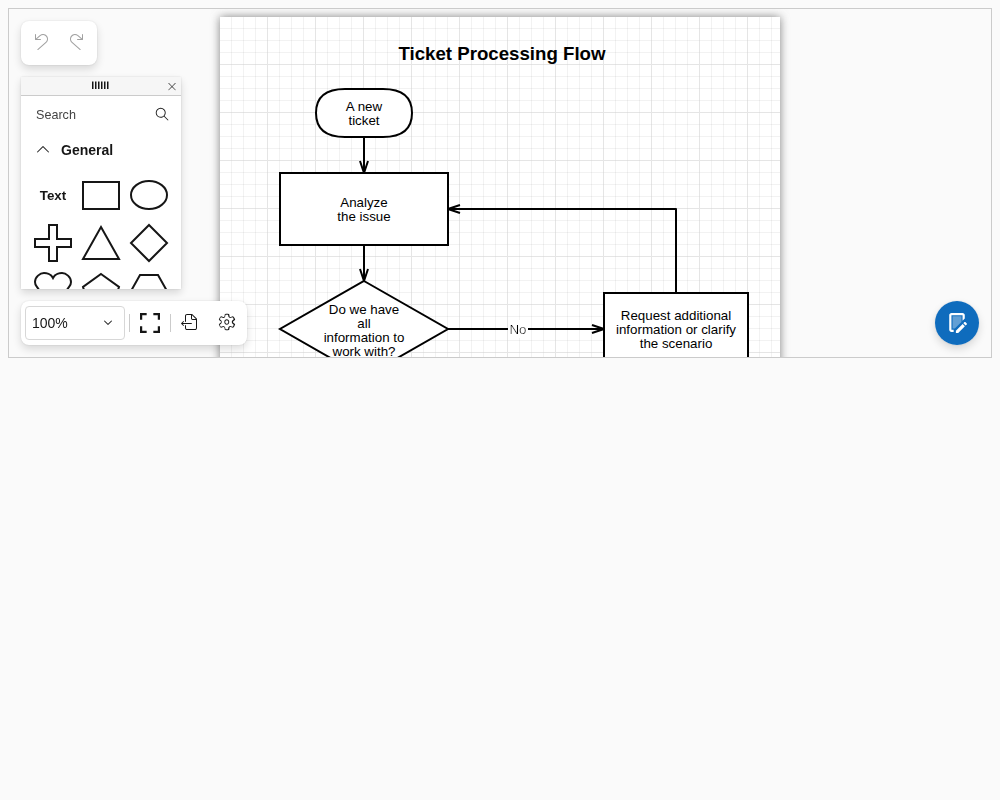 Ticket Processing Flow
A new
ticket
Search
General
Text
Analyze
the issue
Do we have
all
information to
work with?
No
Request additional
information or clarify
the scenario
100%